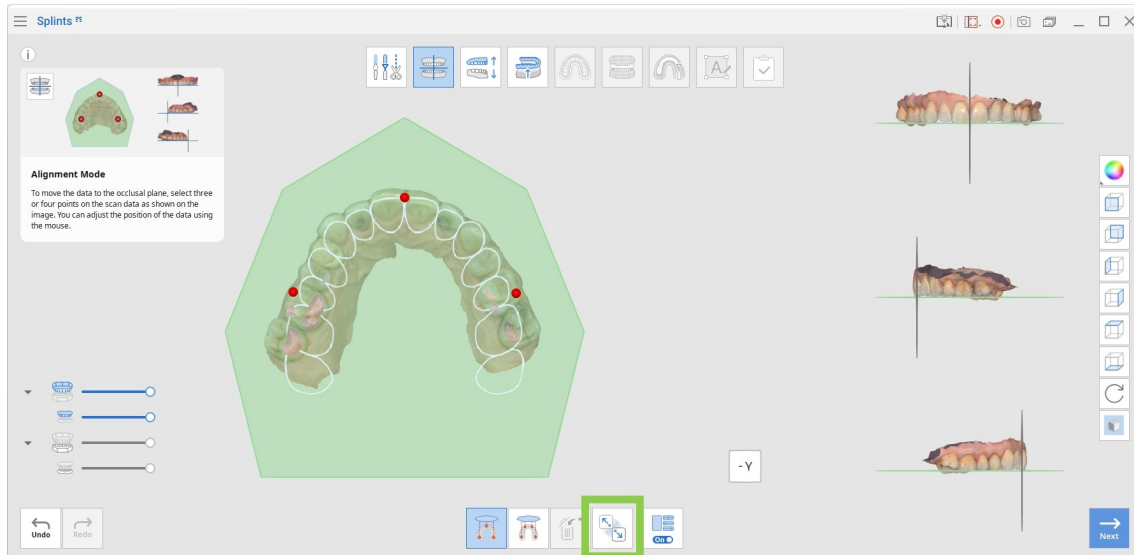 Splints
Alignment Mode
To move the data to the occlusal plane, select three
or four points on the scan data as shown on the
image. You can adjust the position of the data using
the mouse.
- Y
Undo
Redo
On
Next